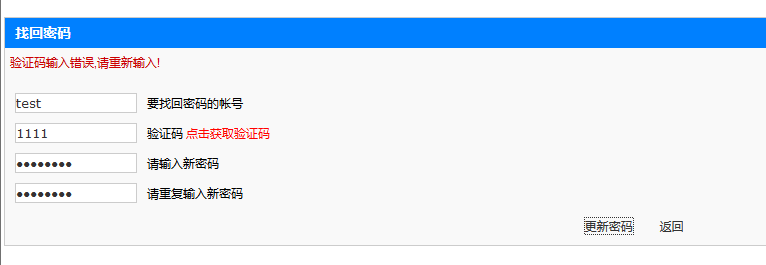 找回密码
验证码输入错误,请重新输入!
test 要找回密码的帐号
1111 验证码 点击获取验证码
●●●●●●●● 请输入新密码
●●●●●●●● 请重复输入新密码
更新密码 返回